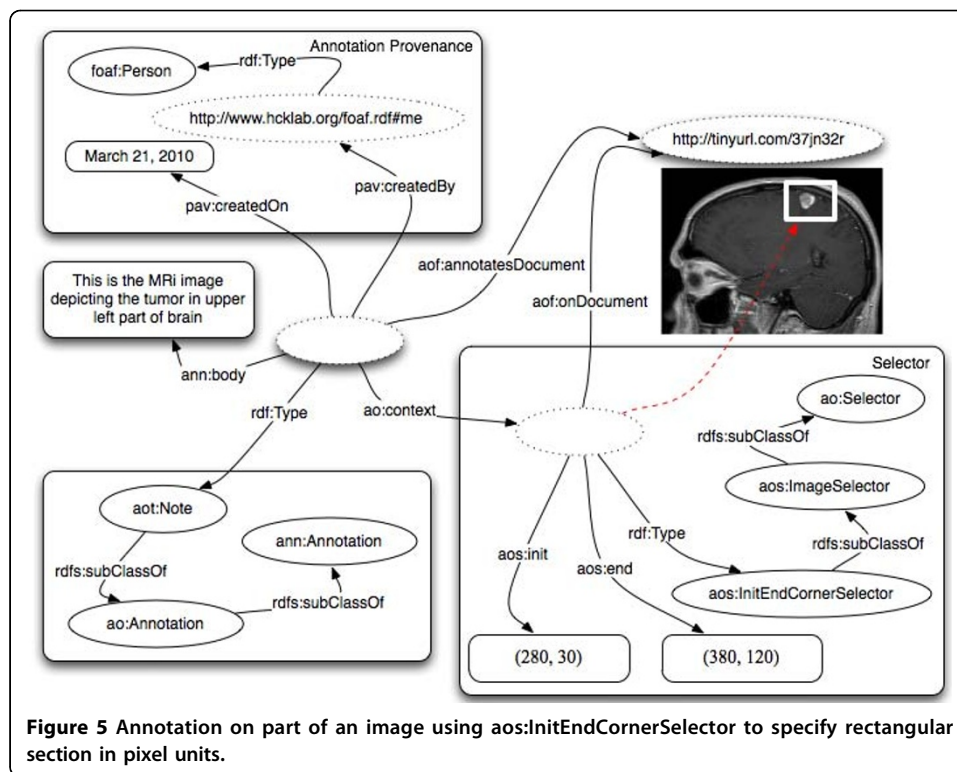 Annotation Provenance
foaf:Person
rdf:Type
http://www.hcklab.org/foaf.rdf#me
March 21, 2010
pav:createdOn
pav:createdBy
http://tinyurl.com/37jn32r
aof:annotatesDocument
aof:onDocument
This is the MRi image
depicting the tumor in upper
left part of brain
ann:body
rdf:Type
ao:context
Selector
ao:Selector
rdfs:subClassOf
aos:ImageSelector
rdfs:subClassOf
rdf:Type
aos:InitEndCornerSelector
aos:init
aos:end
(280, 30)
(380, 120)
aot:Note
rdfs:subClassOf
ann:Annotation
ao:Annotation
rdfs:subClassOf
Figure 5 Annotation on part of an image using aos:InitEndCornerSelector to specify rectangular
section in pixel units.